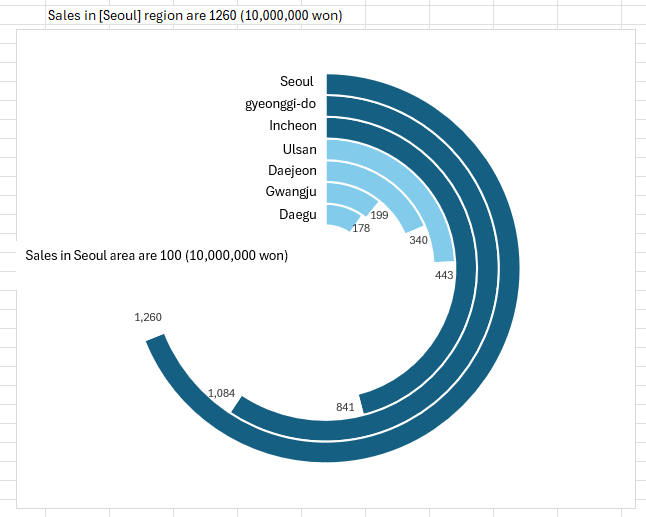 Sales in [Seoul] region are 1260 (10,000,000 won)
Seoul
gyeonggi-do
Incheon
Ulsan
Daejeon
Gwangju
Daegu
199
178
340
Sales in Seoul area are 100 (10,000,000 won)
443
1,260
1,084
841